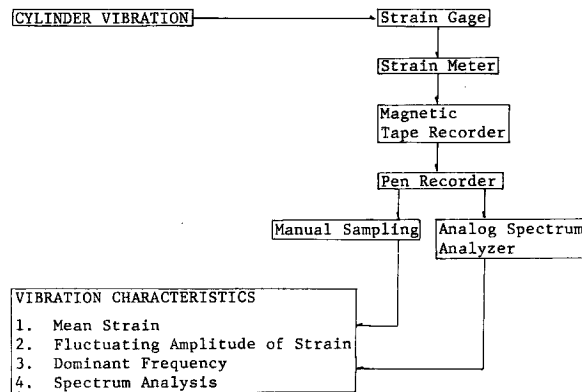 CYLINDER VIBRATION
Strain Gage
Strain Meter
Magnetic
Tape Recorder
Pen Recorder
Manual Sampling
Analog Spectrum
Analyzer
VIBRATION CHARACTERISTICS
1. Mean Strain
2. Fluctuating Amplitude of Strain
3. Dominant Frequency
4. Spectrum Analysis